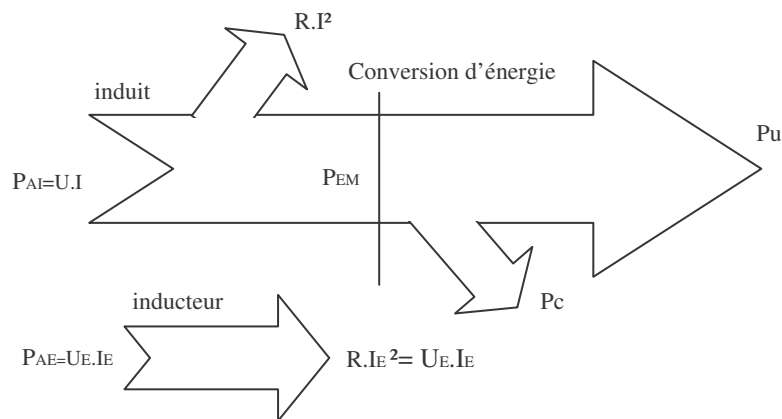 R.I²
Conversion d'énergie
induit
Pu
PAI=U.I
PEM
inducteur
Pc
PAE=UE.IE
R.IE²= UE.IE